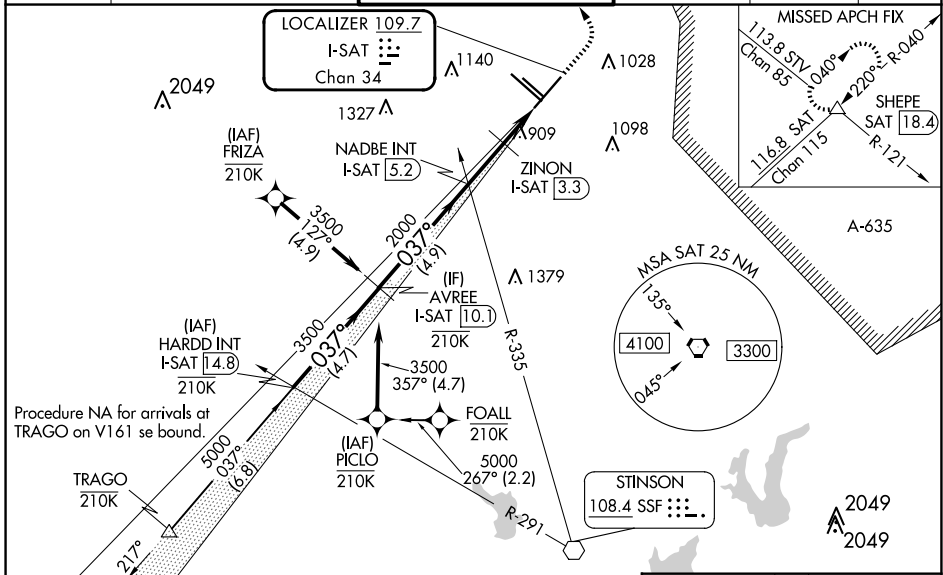 LOCALIZER 109.7
I-SAT
Chan 34
1140
1028
2049
1327
909
1098
(IAF)
FRIZA
210K
NADBE INT
I-SAT 5.2
ZINON
I-SAT 3.3
3500
127°
(4.9)
2000
037°
(4.9)
1379
(IF)
AVREE
I-SAT 10.1
210K
(IAF)
HARDD INT
I-SAT 14.8
210K
3500
037°
(4.7)
R-335
3500
357° (4.7)
Procedure NA for arrivals at
TRAGO on V161 se bound.
FOALL
210K
(IAF)
PICLO
210K
5000
267° (2.2)
5000
037°
(6.8)
TRAGO
210K
217°
R-291
STINSON
108.4 SSF
2049
2049
MSA SAT 25 NM
135°
4100
3300
045°
A-635
MISSED APCH FIX
113.8 STV
Chan 85
040°
220°
R-040
SHEPE
SAT 18.4
116.8 SAT
Chan 115
R-121